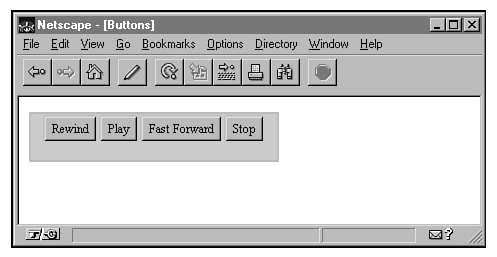 Netscape - [Buttons]
File Edit View Go Bookmarks Options Directory Window Help
Rewind Play Fast Forward Stop
?